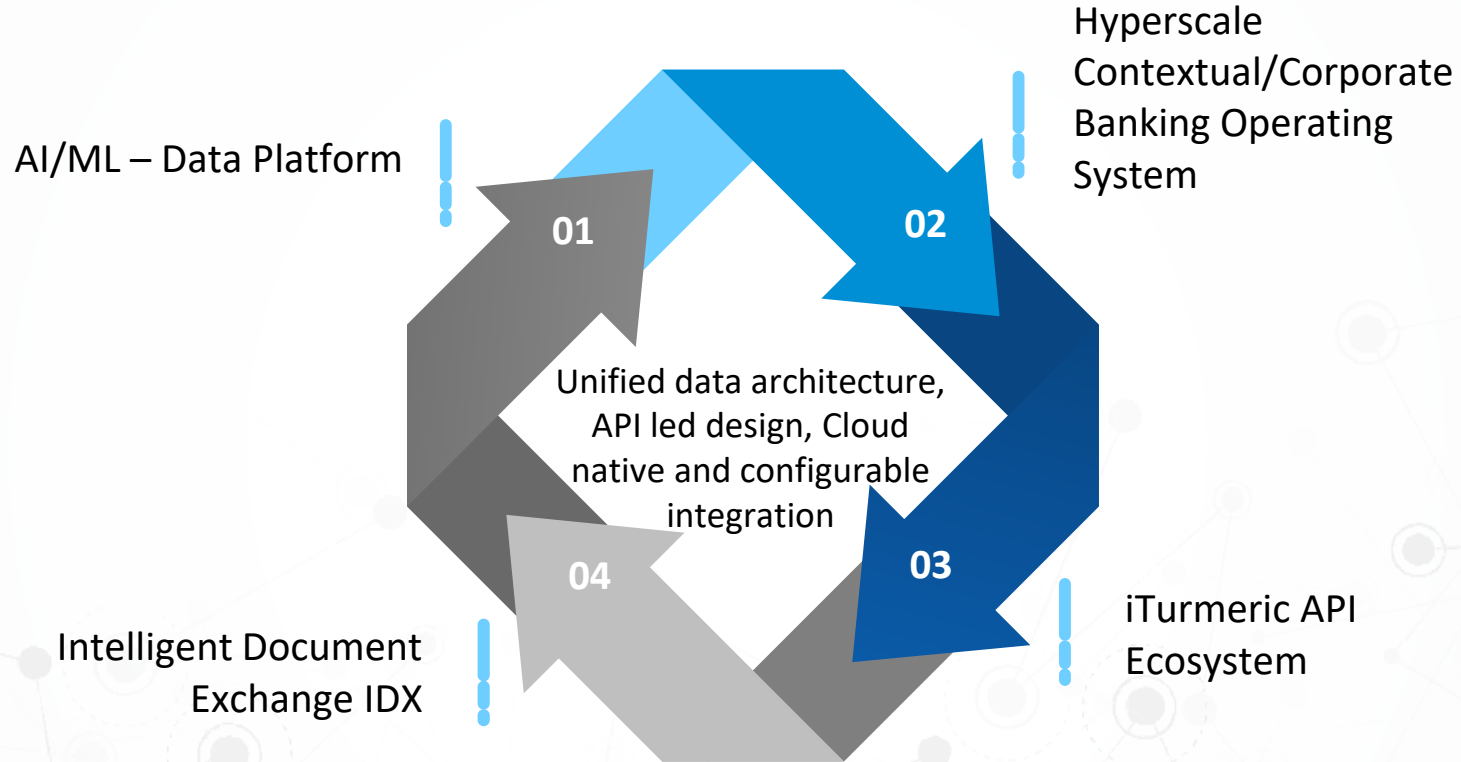 AI/ML – Data Platform
01
Hyperscale
Contextual/Corporate
Banking Operating
System
02
Unified data architecture,
API led design, Cloud
native and configurable
integration
03
iTurmeric API
Ecosystem
04
Intelligent Document
Exchange IDX